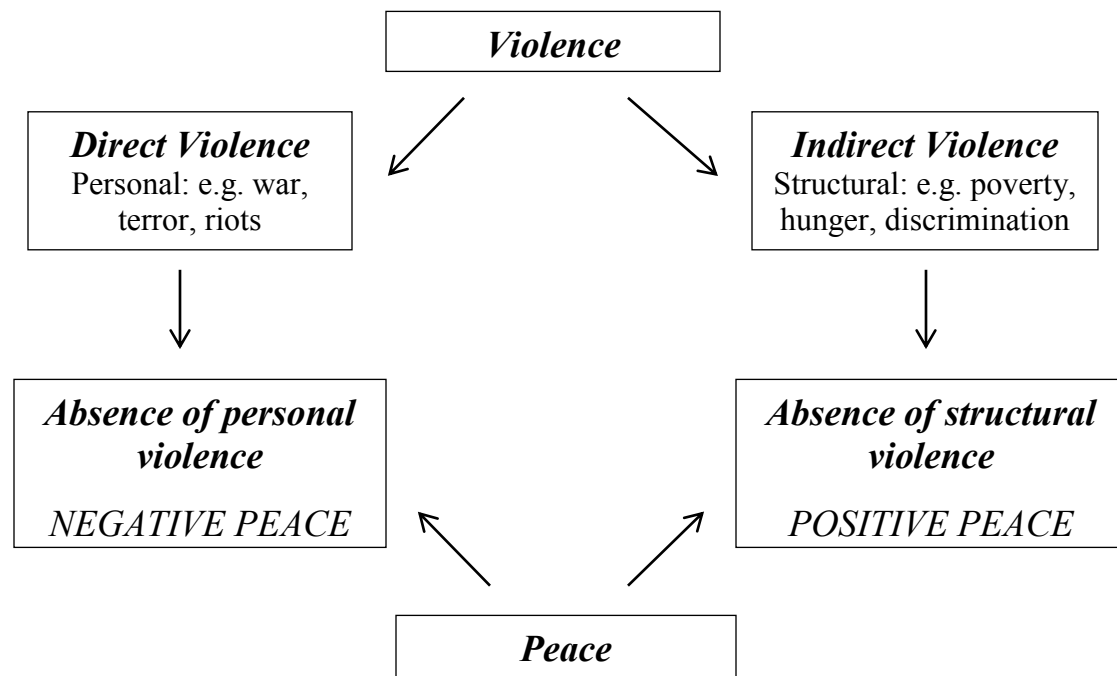 Violence
Direct Violence
Personal: e.g. war,
terror, riots
Indirect Violence
Structural: e.g. poverty,
hunger, discrimination
Absence of personal
violence
NEGATIVE PEACE
Absence of structural
violence
POSITIVE PEACE
Peace